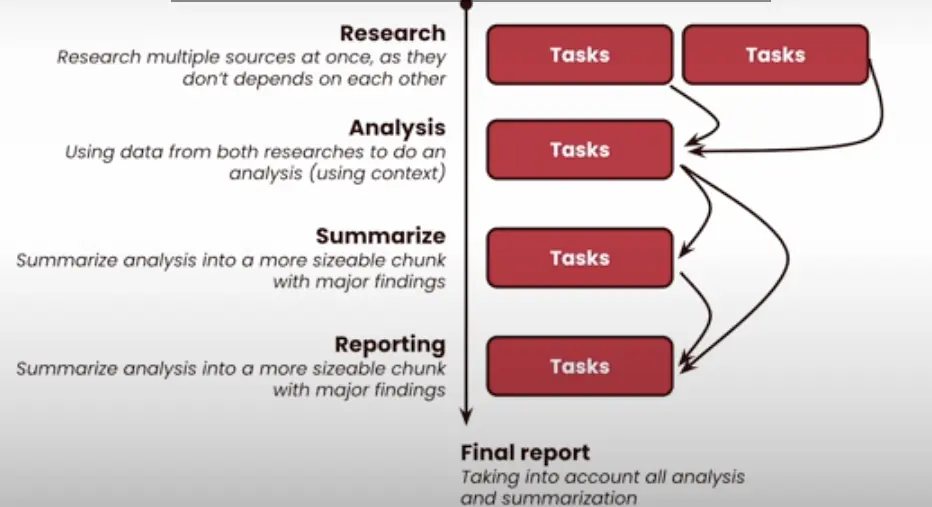 Research
Research multiple sources at once, as they
don't depends on each other
Tasks
Tasks
Analysis
Using data from both researches to do an
analysis (using context)
Tasks
Summarize
Summarize analysis into a more sizeable chunk
with major findings
Tasks
Reporting
Summarize analysis into a more sizeable chunk
with major findings
Tasks
Final report
Taking into account all analysis
and summarization